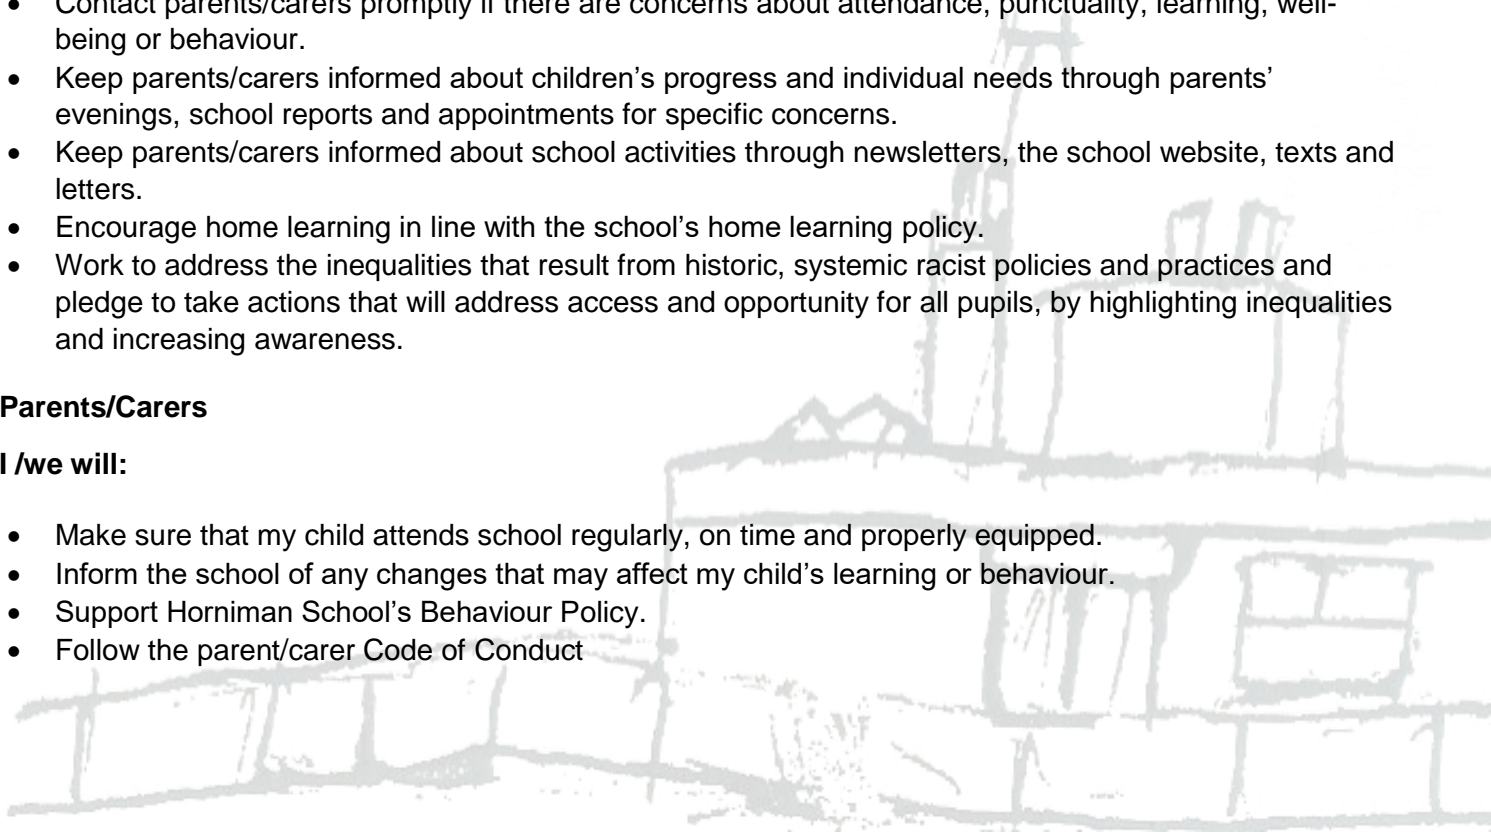 • Contact parents/carers promptly if there are concerns about attendance, punctuality, learning, well-
being or behaviour.
• Keep parents/carers informed about children’s progress and individual needs through parents’
evenings, school reports and appointments for specific concerns.
• Keep parents/carers informed about school activities through newsletters, the school website, texts and
letters.
• Encourage home learning in line with the school’s home learning policy.
• Work to address the inequalities that result from historic, systemic racist policies and practices and
pledge to take actions that will address access and opportunity for all pupils, by highlighting inequalities
and increasing awareness.
Parents/Carers
I /we will:
• Make sure that my child attends school regularly, on time and properly equipped.
• Inform the school of any changes that may affect my child’s learning or behaviour.
• Support Horniman School’s Behaviour Policy.
• Follow the parent/carer Code of Conduct